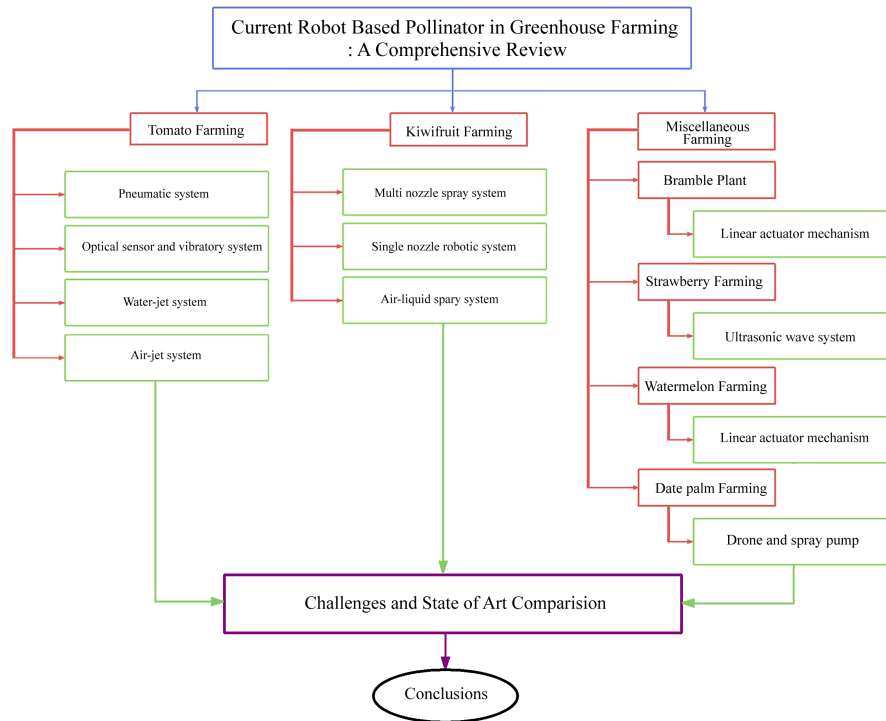 Current Robot Based Pollinator in Greenhouse Farming
: A Comprehensive Review
Tomato Farming
Pneumatic system
Optical sensor and vibratory system
Water-jet system
Air-jet system
Kiwifruit Farming
Multi nozzle spray system
Single nozzle robotic system
Air-liquid spary system
Miscellaneous
Farming
Bramble Plant
Linear actuator mechanism
Strawberry Farming
Ultrasonic wave system
Watermelon Farming
Linear actuator mechanism
Date palm Farming
Drone and spray pump
Challenges and State of Art Comparision
Conclusions